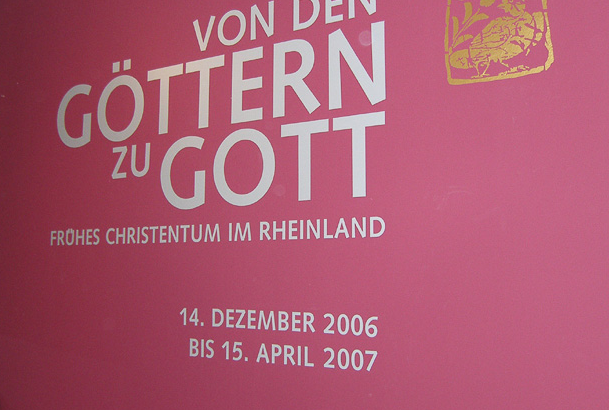 VON DEN
GÖTTERN
ZU GOTT
FRÜHES CHRISTENTUM IM RHEINLAND
14. DEZEMBER 2006
BIS 15. APRIL 2007